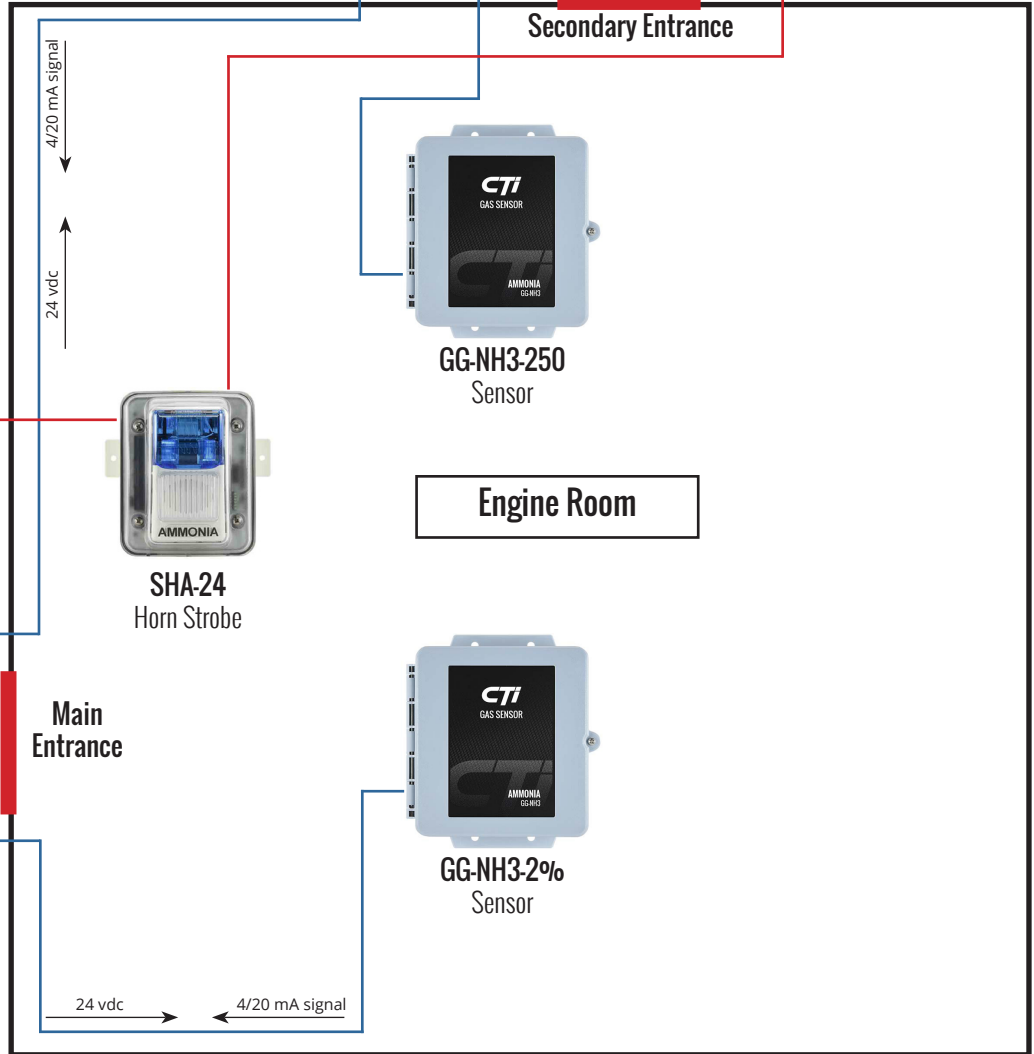 Secondary Entrance
4/20 mA signal
24 vdc
CTi
GAS SENSOR
CTi
AMMONIA
GG-NH3
GG-NH3-250
Sensor
AMMONIA
SHA-24
Horn Strobe
Engine Room
Main
Entrance
CTi
GAS SENSOR
CTi
AMMONIA
GG-NH3
GG-NH3-2%
Sensor
24 vdc
4/20 mA signal